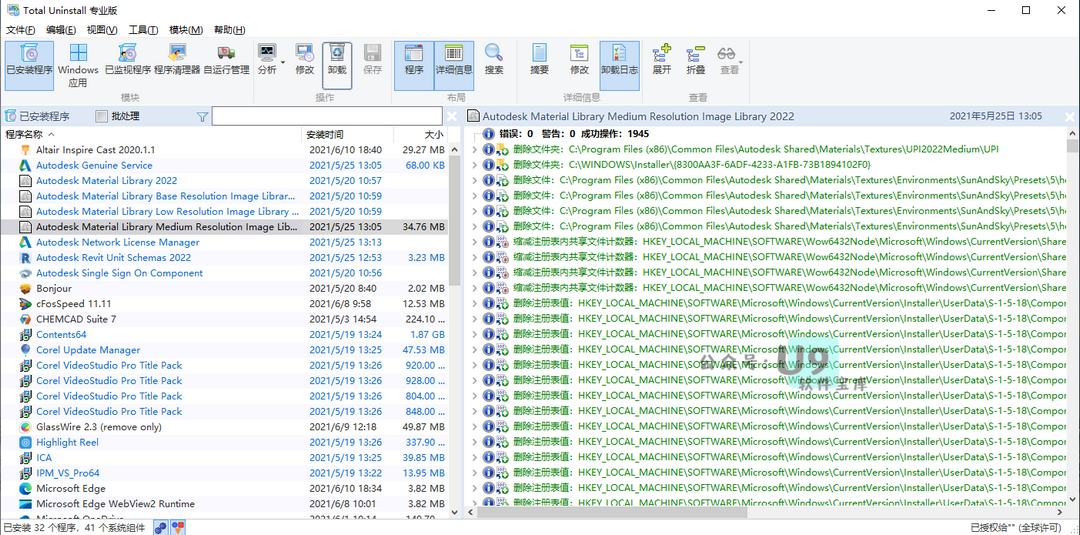 Total Uninstall 专业版
文件(F) 编辑(E) 视图(V) 工具(T) 模块(M) 帮助(H)
已安装程序 Windows 应用 已监视程序 程序清理器 自运行管理 分析 修改 卸载 保存 程序 详细信息 搜索 摘要 修改 卸载日志 展开 折叠 查看
模块 操作 布局 详细信息 查看
已安装程序 批处理
程序名称 安装时间 大小
Altair Inspire Cast 2020.1.1 2021/6/10 18:40 29.27 MB
Autodesk Genuine Service 2021/5/25 13:05 68.00 KB
Autodesk Material Library 2022 2021/5/20 10:57
Autodesk Material Library Base Resolution Image Librar... 2021/5/20 10:59
Autodesk Material Library Low Resolution Image Library ... 2021/5/20 10:59
Autodesk Material Library Medium Resolution Image Lib... 2021/5/25 13:05 34.76 MB
Autodesk Network License Manager 2021/5/25 13:13
Autodesk Revit Unit Schemas 2022 2021/5/25 12:53 3.23 MB
Autodesk Single Sign On Component 2021/5/20 10:56
Bonjour 2021/5/20 8:40 2.02 MB
cFosSpeed 11.11 2021/6/8 9:58 12.53 MB
CHEMCAD Suite 7 2021/5/3 14:54 224.10 ...
Contents64 2021/5/19 13:24 1.87 GB
Corel Update Manager 2021/5/19 13:25 47.53 MB
Corel VideoStudio Pro Title Pack 2021/5/19 13:26 920.00 ...
Corel VideoStudio Pro Title Pack 2021/5/19 13:26 928.00 ...
Corel VideoStudio Pro Title Pack 2021/5/19 13:26 804.00 ...
Corel VideoStudio Pro Title Pack 2021/5/19 13:26 848.00 ...
GlassWire 2.3 (remove only) 2021/6/9 12:18 49.87 MB
Highlight Reel 2021/5/19 13:26 337.90 ...
ICA 2021/5/19 13:25 39.85 MB
IPM_VS_Pro64 2021/5/19 13:22 13.95 MB
Microsoft Edge 2021/6/10 18:34 3.82 MB
Microsoft Edge WebView2 Runtime 2021/6/8 10:01 3.82 MB
Autodesk Material Library Medium Resolution Image Library 2022 2021年5月25日 13:05
错误：0 警告：0 成功操作：1945
删除文件夹：C:\Program Files (x86)\Common Files\Autodesk Shared\Materials\Textures\UPI2022Medium\UPI
删除文件夹：C:\WINDOWS\Installer\{8300AA3F-6ADF-4233-A1FB-73B1894102F0}
删除文件：C:\Program Files (x86)\Common Files\Autodesk Shared\Materials\Textures\Environments\SunAndSky\Presets\5\h
删除文件：C:\Program Files (x86)\Common Files\Autodesk Shared\Materials\Textures\Environments\SunAndSky\Presets\5\h
删除文件：C:\Program Files (x86)\Common Files\Autodesk Shared\Materials\Textures\Environments\SunAndSky\Presets\5\h
删除文件：C:\Program Files (x86)\Common Files\Autodesk Shared\Materials\Textures\Environments\SunAndSky\Presets\5\h
缩减注册表内共享文件计数器：HKEY_LOCAL_MACHINE\SOFTWARE\Wow6432Node\Microsoft\Windows\CurrentVersion\Share
缩减注册表内共享文件计数器：HKEY_LOCAL_MACHINE\SOFTWARE\Wow6432Node\Microsoft\Windows\CurrentVersion\Share
缩减注册表内共享文件计数器：HKEY_LOCAL_MACHINE\SOFTWARE\Wow6432Node\Microsoft\Windows\CurrentVersion\Share
缩减注册表内共享文件计数器：HKEY_LOCAL_MACHINE\SOFTWARE\Wow6432Node\Microsoft\Windows\CurrentVersion\Share
删除注册表值：HKEY_LOCAL_MACHINE\SOFTWARE\Microsoft\Windows\CurrentVersion\Installer\UserData\S-1-5-18\Compo
删除注册表值：HKEY_LOCAL_MACHINE\SOFTWARE\Microsoft\Windows\CurrentVersion\Installer\UserData\S-1-5-18\Compo
删除注册表值：HKEY_LOCAL_MACHINE\SOFTWARE\Microsoft\Windows\CurrentVersion\Installer\UserData\S-1-5-18\Compo
删除注册表值：HKEY_LOCAL_MACHINE\SOFTWARE\Microsoft\Windows\CurrentVersion\Installer\UserData\S-1-5-18\Compo
删除注册表值：HKEY_LOCAL_MACHINE\SOFTWARE\Microsoft\Windows\CurrentVersion\Installer\UserData\S-1-5-18\Compo
删除注册表值：HKEY_LOCAL_MACHINE\SOFTWARE\Microsoft\Windows\CurrentVersion\Installer\UserData\S-1-5-18\Compo
删除注册表值：HKEY_LOCAL_MACHINE\SOFTWARE\Microsoft\Windows\CurrentVersion\Installer\UserData\S-1-5-18\Compo
删除注册表值：HKEY_LOCAL_MACHINE\SOFTWARE\Microsoft\Windows\CurrentVersion\Installer\UserData\S-1-5-18\Compo
删除注册表值：HKEY_LOCAL_MACHINE\SOFTWARE\Microsoft\Windows\CurrentVersion\Installer\UserData\S-1-5-18\Compo
删除注册表值：HKEY_LOCAL_MACHINE\SOFTWARE\Microsoft\Windows\CurrentVersion\Installer\UserData\S-1-5-18\Compo
删除注册表值：HKEY_LOCAL_MACHINE\SOFTWARE\Microsoft\Windows\CurrentVersion\Installer\UserData\S-1-5-18\Compo
删除注册表值：HKEY_LOCAL_MACHINE\SOFTWARE\Microsoft\Windows\CurrentVersion\Installer\UserData\S-1-5-18\Compo
删除注册表值：HKEY_LOCAL_MACHINE\SOFTWARE\Microsoft\Windows\CurrentVersion\Installer\UserData\S-1-5-18\Compo
删除注册表值：HKEY_LOCAL_MACHINE\SOFTWARE\Microsoft\Windows\CurrentVersion\Installer\UserData\S-1-5-18\Compo
公众号：U9
软件宝库
已安装 32 个程序，41 个系统组件 已授权给"" (全球许可)